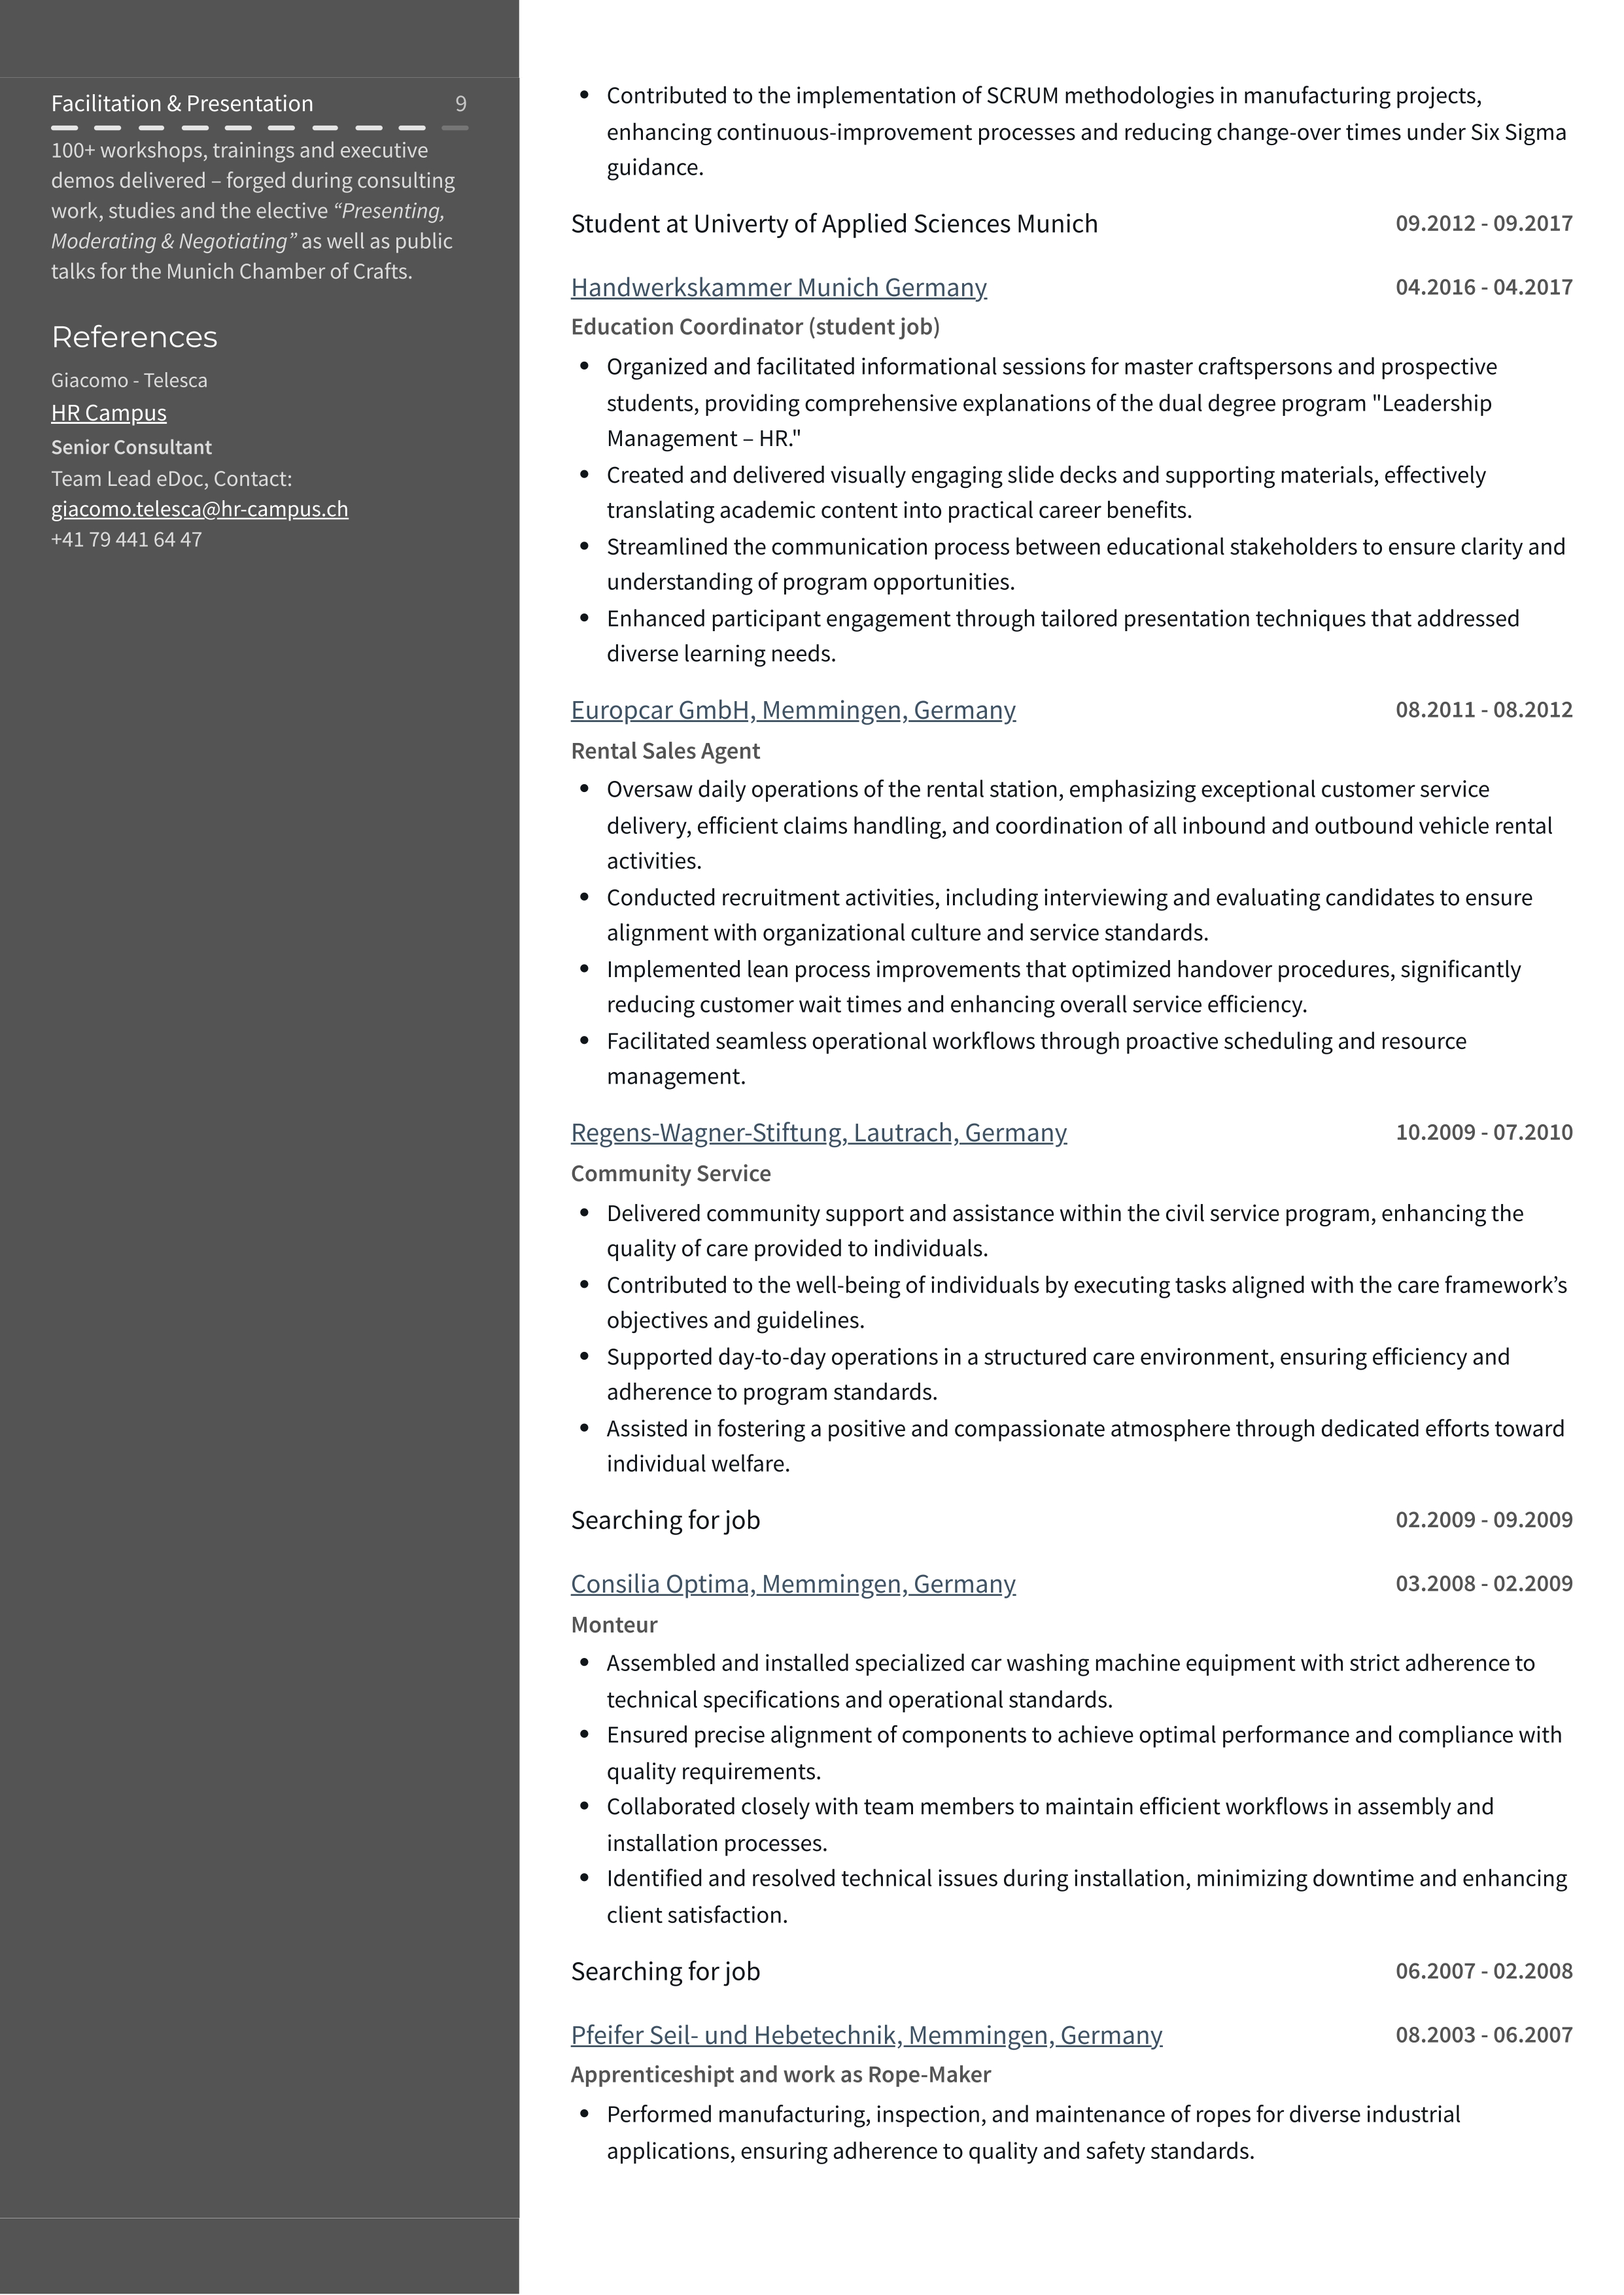 Facilitation & Presentation 9
100+ workshops, trainings and executive
demos delivered – forged during consulting
work, studies and the elective “Presenting,
Moderating & Negotiating” as well as public
talks for the Munich Chamber of Crafts.
References
Giacomo - Telesca
HR Campus
Senior Consultant
Team Lead eDoc, Contact:
giacomo.telesca@hr-campus.ch
+41 79 441 64 47
• Contributed to the implementation of SCRUM methodologies in manufacturing projects,
enhancing continuous-improvement processes and reducing change-over times under Six Sigma
guidance.
Student at Univerty of Applied Sciences Munich 09.2012 - 09.2017
Handwerkskammer Munich Germany 04.2016 - 04.2017
Education Coordinator (student job)
• Organized and facilitated informational sessions for master craftspersons and prospective
students, providing comprehensive explanations of the dual degree program "Leadership
Management – HR."
• Created and delivered visually engaging slide decks and supporting materials, effectively
translating academic content into practical career benefits.
• Streamlined the communication process between educational stakeholders to ensure clarity and
understanding of program opportunities.
• Enhanced participant engagement through tailored presentation techniques that addressed
diverse learning needs.
Europcar GmbH, Memmingen, Germany 08.2011 - 08.2012
Rental Sales Agent
• Oversaw daily operations of the rental station, emphasizing exceptional customer service
delivery, efficient claims handling, and coordination of all inbound and outbound vehicle rental
activities.
• Conducted recruitment activities, including interviewing and evaluating candidates to ensure
alignment with organizational culture and service standards.
• Implemented lean process improvements that optimized handover procedures, significantly
reducing customer wait times and enhancing overall service efficiency.
• Facilitated seamless operational workflows through proactive scheduling and resource
management.
Regens-Wagner-Stiftung, Lautrach, Germany 10.2009 - 07.2010
Community Service
• Delivered community support and assistance within the civil service program, enhancing the
quality of care provided to individuals.
• Contributed to the well-being of individuals by executing tasks aligned with the care framework’s
objectives and guidelines.
• Supported day-to-day operations in a structured care environment, ensuring efficiency and
adherence to program standards.
• Assisted in fostering a positive and compassionate atmosphere through dedicated efforts toward
individual welfare.
Searching for job 02.2009 - 09.2009
Consilia Optima, Memmingen, Germany 03.2008 - 02.2009
Monteur
• Assembled and installed specialized car washing machine equipment with strict adherence to
technical specifications and operational standards.
• Ensured precise alignment of components to achieve optimal performance and compliance with
quality requirements.
• Collaborated closely with team members to maintain efficient workflows in assembly and
installation processes.
• Identified and resolved technical issues during installation, minimizing downtime and enhancing
client satisfaction.
Searching for job 06.2007 - 02.2008
Pfeifer Seil- und Hebetechnik, Memmingen, Germany 08.2003 - 06.2007
Apprenticeshipt and work as Rope-Maker
• Performed manufacturing, inspection, and maintenance of ropes for diverse industrial
applications, ensuring adherence to quality and safety standards.